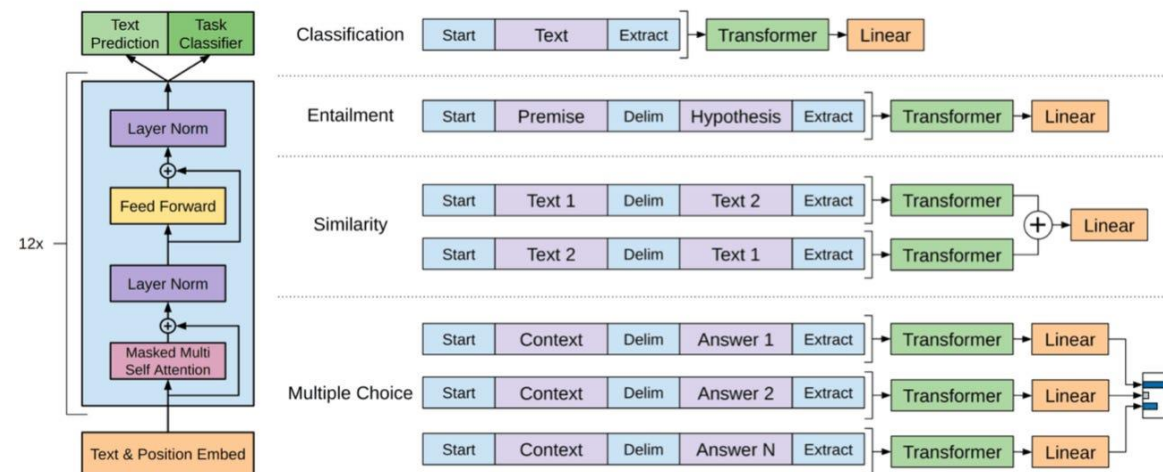 Text
Prediction
Task
Classifier
12x
Layer Norm
Feed Forward
Layer Norm
Masked Multi
Self Attention
Text & Position Embed
Classification
Start Text Extract Transformer Linear
Entailment
Start Premise Delim Hypothesis Extract Transformer Linear
Similarity
Start Text 1 Delim Text 2 Extract Transformer
Linear
Start Text 2 Delim Text 1 Extract Transformer
Multiple Choice
Start Context Delim Answer 1 Extract Transformer Linear
Start Context Delim Answer 2 Extract Transformer Linear
Start Context Delim Answer N Extract Transformer Linear